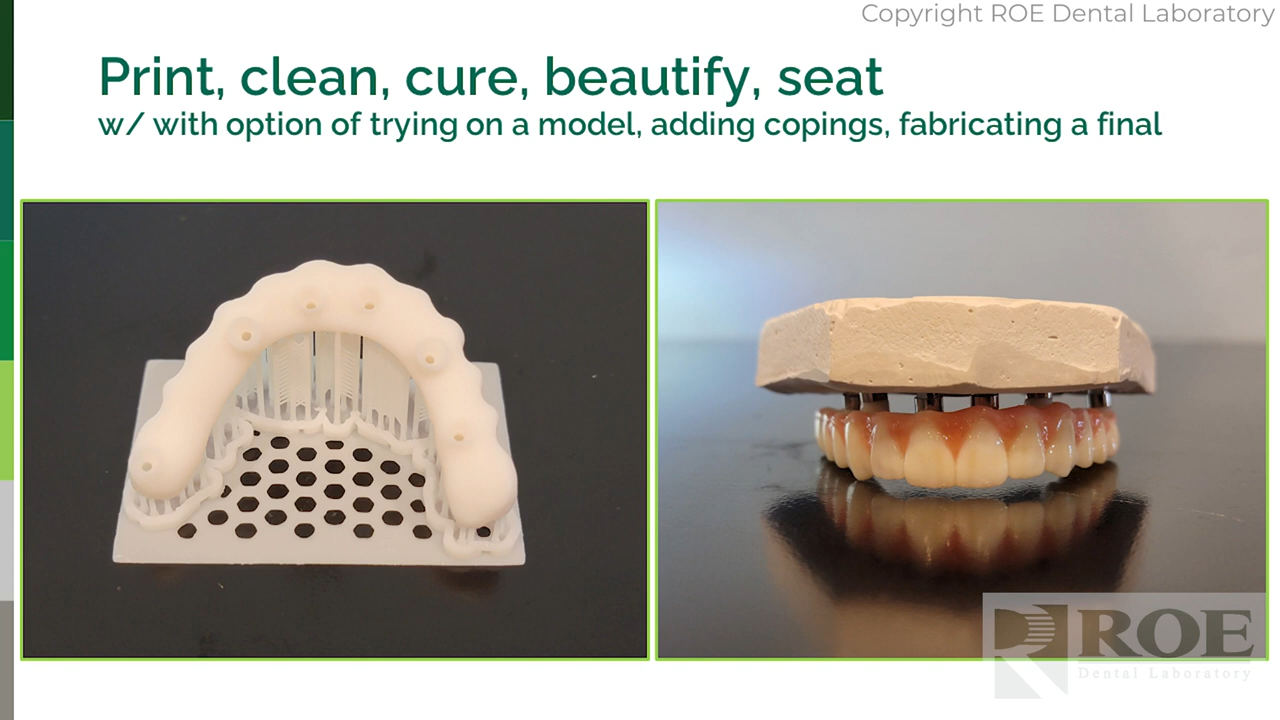 Copyright ROE Dental Laboratory
Print, clean, cure, beautify, seat
w/ with option of trying on a model, adding copings, fabricating a final
ROE
Dental Laboratory